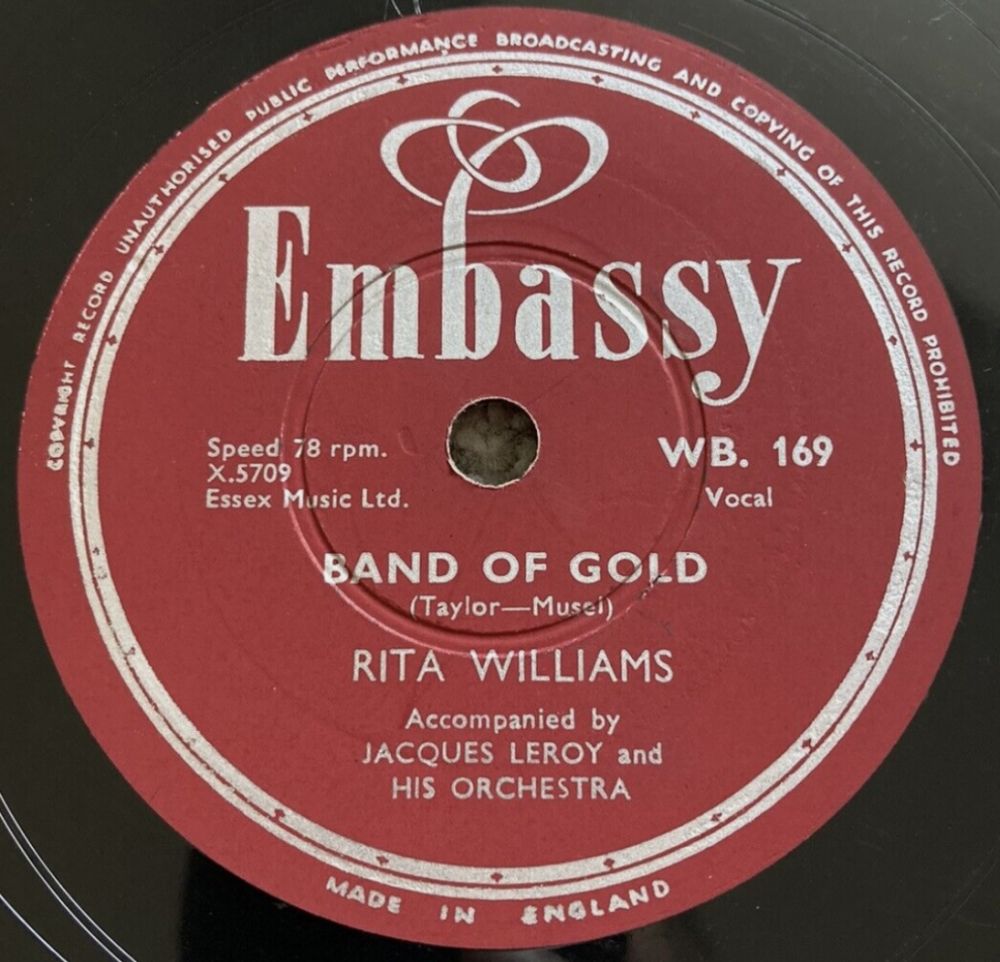 COPYRIGHT RECORD UNAUTHORISED PUBLIC PERFORMANCE BROADCASTING AND COPYING OF THIS RECORD PROHIBITED
Embassy
Speed 78 rpm.
X.5709
Essex Music Ltd.
WB. 169
Vocal
BAND OF GOLD
(Taylor—Musel)
RITA WILLIAMS
Accompanied by
JACQUES LEROY and
HIS ORCHESTRA
MADE IN ENGLAND